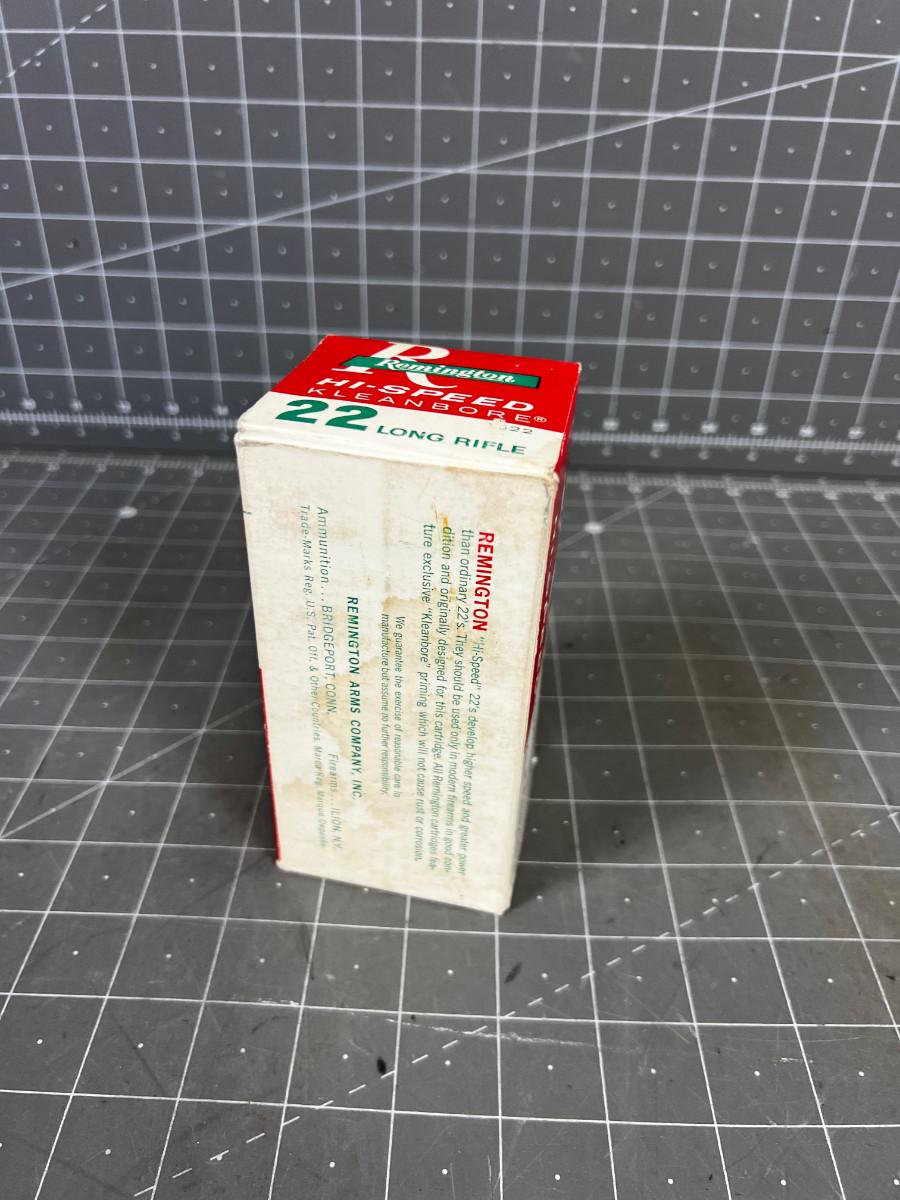 R
Remington
HI-SPEED
KLEANBORE®
22 LONG RIFLE
REMINGTON "Hi-Speed" 22's develop higher speed and greater power
than ordinary 22's. They should be used only in modern firearms in good con-
dition and originally designed for this cartridge. All Remington cartridges fea-
ture exclusive "Kleanbore" priming which will not cause rust or corrosion.
We guarantee the exercise of reasonable care in
manufacture but assume no further responsibility.
REMINGTON ARMS COMPANY, INC.
Ammunition... BRIDGEPORT, CONN. Firearms... ILION, N.Y.
Trade-Marks Reg. U.S. Pat. Off. & Other Countries. Marca Reg. Marque Deposée